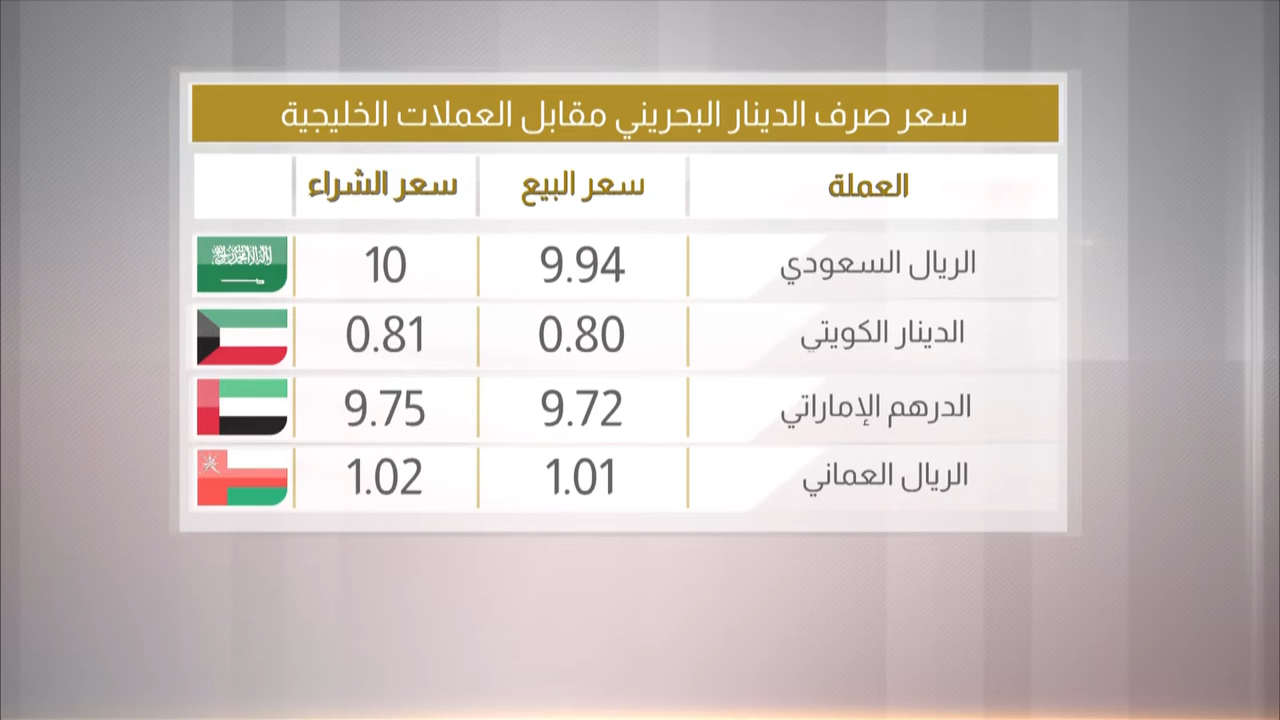 سعر صرف الدينار البحريني مقابل العملات الخليجية
العملة سعر البيع سعر الشراء
الريال السعودي 9.94 10
الدينار الكويتي 0.80 0.81
الدرهم الإماراتي 9.72 9.75
الريال العماني 1.01 1.02